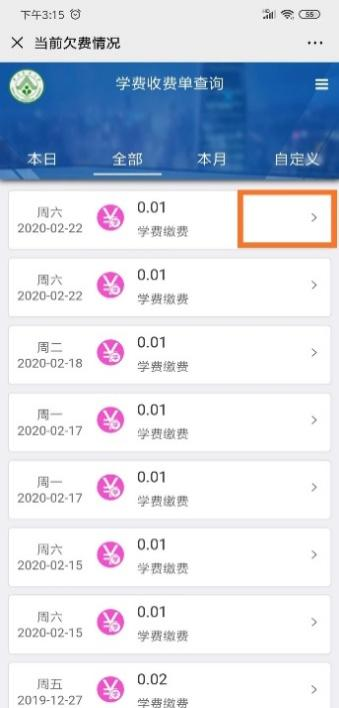 下午3:15
55
当前欠费情况
学费收费单查询
本日 全部 本月 自定义
周六 0.01
2020-02-22 学费缴费
周六 0.01
2020-02-22 学费缴费
周二 0.01
2020-02-18 学费缴费
周一 0.01
2020-02-17 学费缴费
周一 0.01
2020-02-17 学费缴费
周六 0.01
2020-02-15 学费缴费
周六 0.01
2020-02-15 学费缴费
周五 0.02
2019-12-27 学费缴费